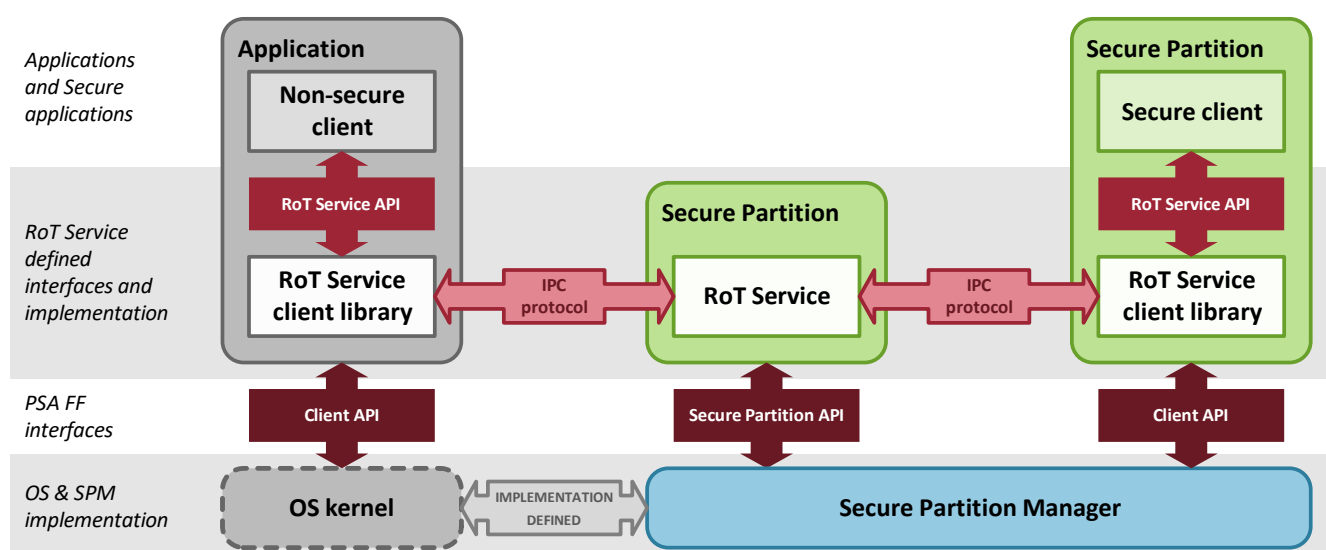 Applications
and Secure
applications
Application
Non-secure
client
RoT Service API
RoT Service
client library
Secure Partition
Secure client
RoT Service API
RoT Service
client library
RoT Service
defined
interfaces and
implementation
IPC
protocol
Secure Partition
RoT Service
IPC
protocol
PSA FF
interfaces
Client API
Secure Partition API
Client API
OS & SPM
implementation
OS kernel
IMPLEMENTATION
DEFINED
Secure Partition Manager